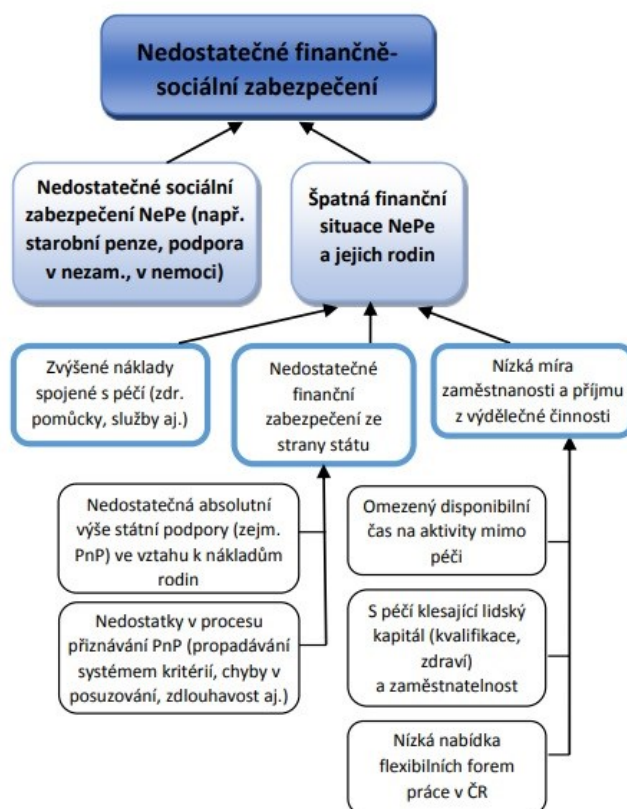 Nedostatečné finančně-
sociální zabezpečení
Nedostatečné sociální
zabezpečení NePe (např.
starobní penze, podpora
v nezam., v nemoci)
Špatná finanční
situace NePe
a jejich rodin
Zvýšené náklady
spojené s péčí (zdr.
pomůcky, služby aj.)
Nedostatečné
finanční
zabezpečení ze
strany státu
Nízká míra
zaměstnanosti a příjmu
z výdělečné činnosti
Nedostatečná absolutní
výše státní podpory (zejm.
PnP) ve vztahu k nákladům
rodin
Nedostatky v procesu
přiznávání PnP (propadávání
systémem kritérií, chyby v
posuzování, zdlouhavost aj.)
Omezený disponibilní
čas na aktivity mimo
péči
S péčí klesající lidský
kapitál (kvalifikace,
zdraví)
a zaměstnatelnost
Nízká nabídka
flexibilních forem
práce v ČR